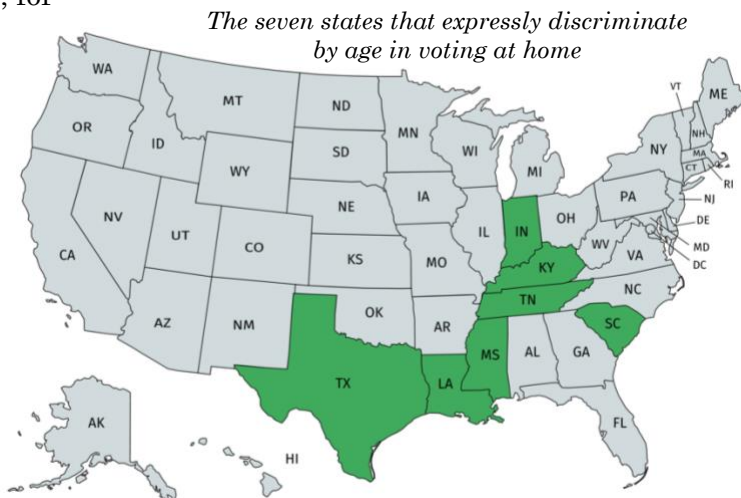 , for
The seven states that expressly discriminate
by age in voting at home
WA
MT
ND
MN
VT
ME
OR
ID
SD
WI
MI
NY
NH
MA
CT
RI
WY
NE
IA
PA
NJ
NV
UT
CO
KS
IL
IN
OH
DE
WV
VA
MD
DC
CA
MO
KY
AZ
NM
OK
AR
TN
NC
SC
TX
LA
MS
AL
GA
AK
HI
FL